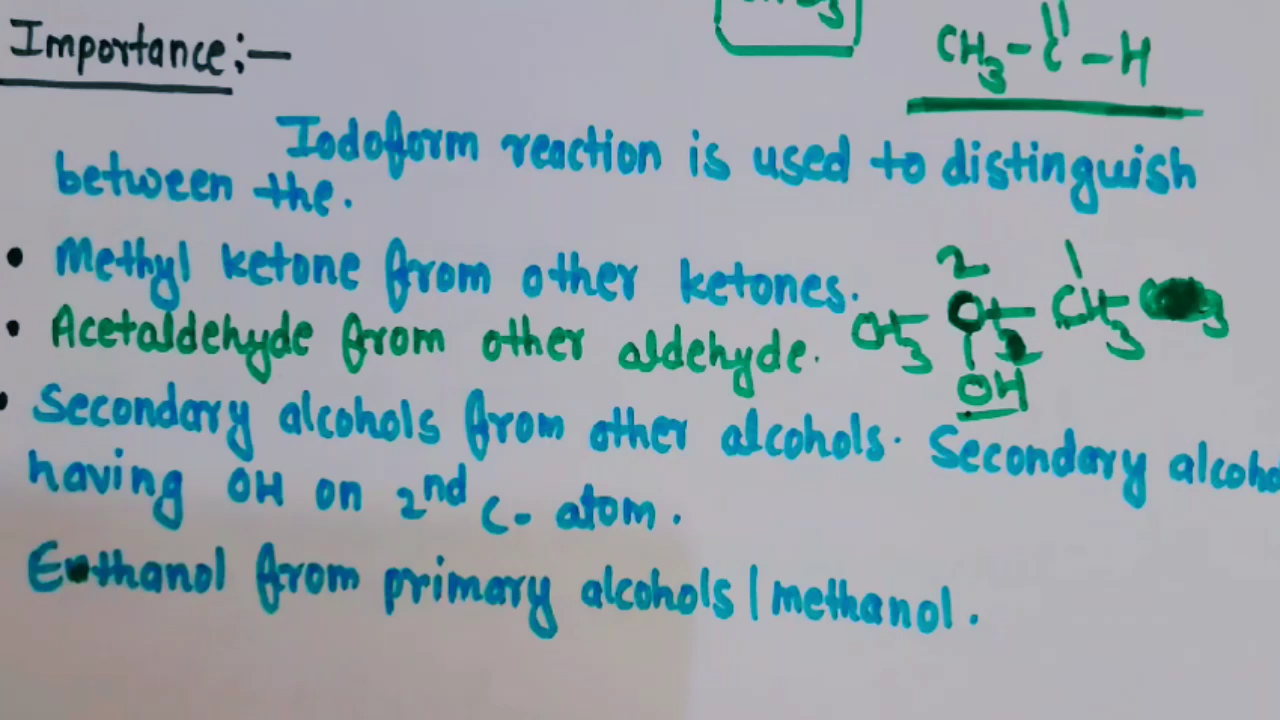 CH3-C-H
Importance:-
Iodoform reaction is used to distinguish
between the.
• Methyl ketone from other ketones.
• Acetaldehyde from other aldehyde.
2
CH3
CH3
OH
• Secondary alcohols from other alcohols. Secondary alcoho
having OH on 2nd C- atom.
Ethanol from primary alcohols | methanol.